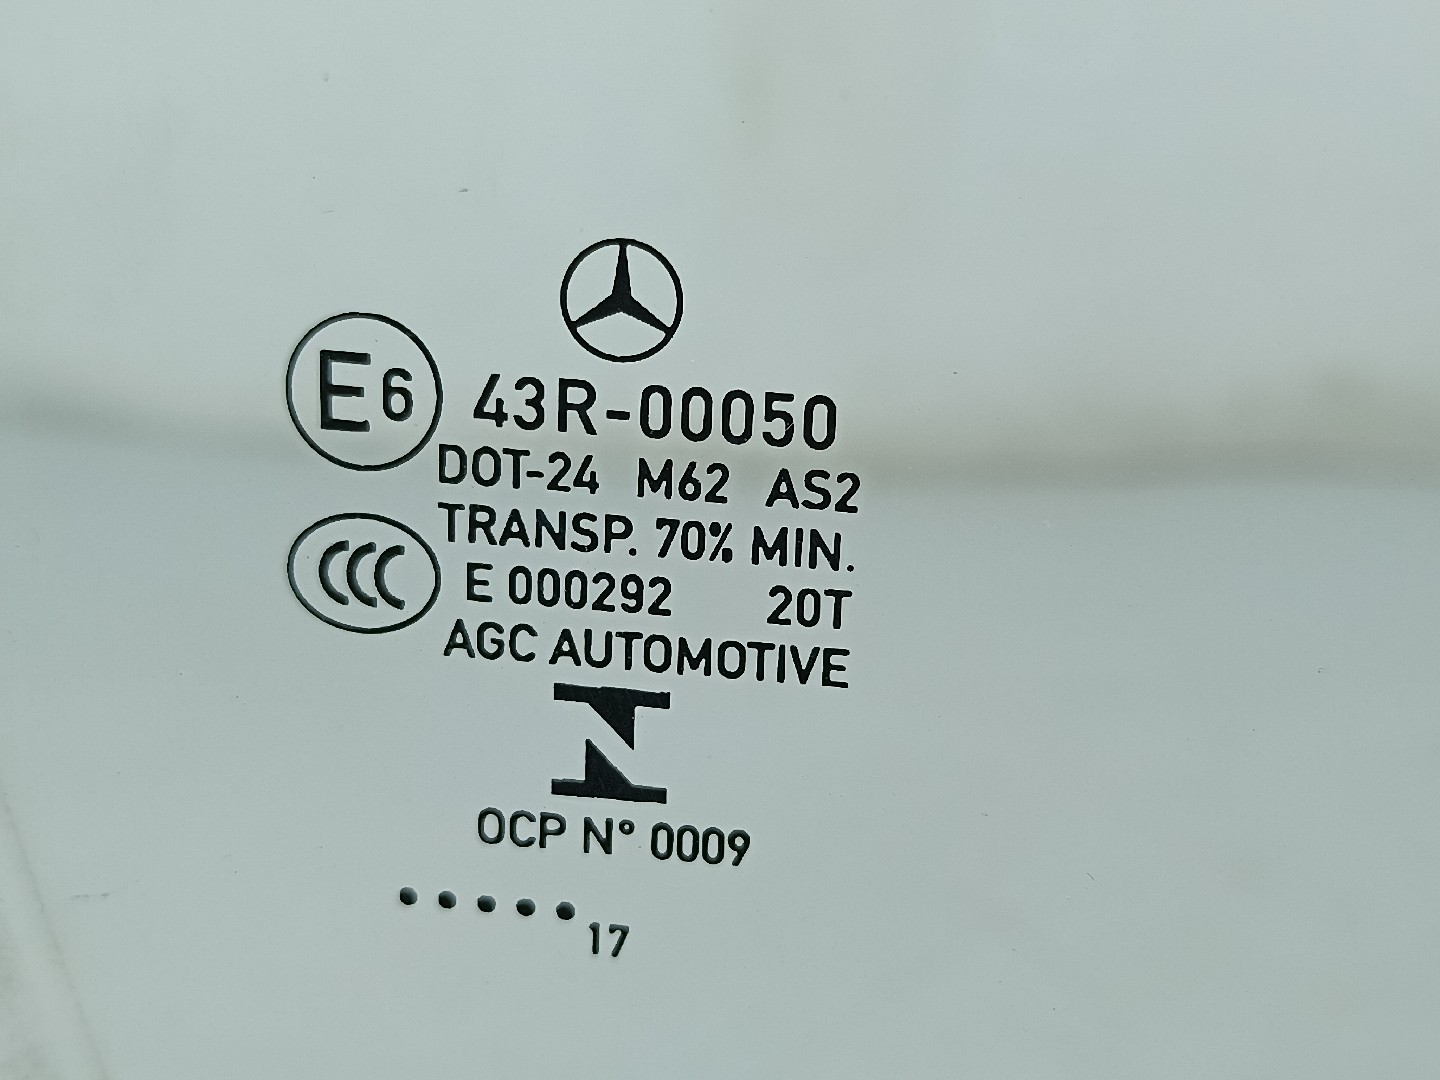 E6 43R-00050
DOT-24 M62 AS2
TRANSP. 70% MIN.
CCC E 000292 20T
AGC AUTOMOTIVE
OCP N° 0009
..... 17